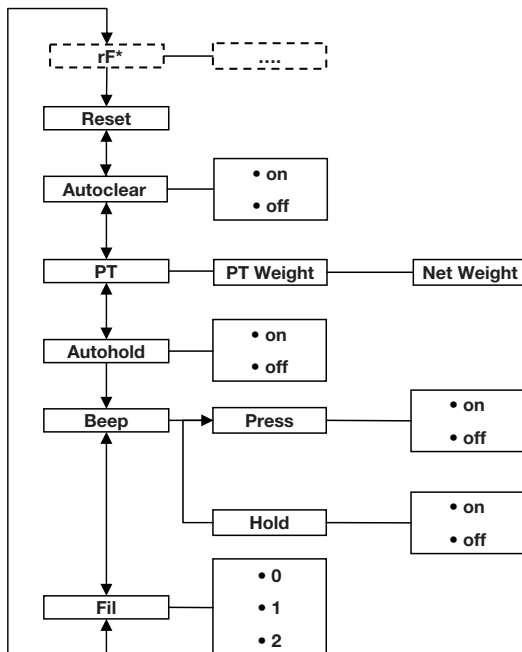 rF* ....
Reset
Autoclear
• on
• off
PT PT Weight Net Weight
Autohold
• on
• off
Beep Press
• on
• off
Hold
• on
• off
Fil
• 0
• 1
• 2